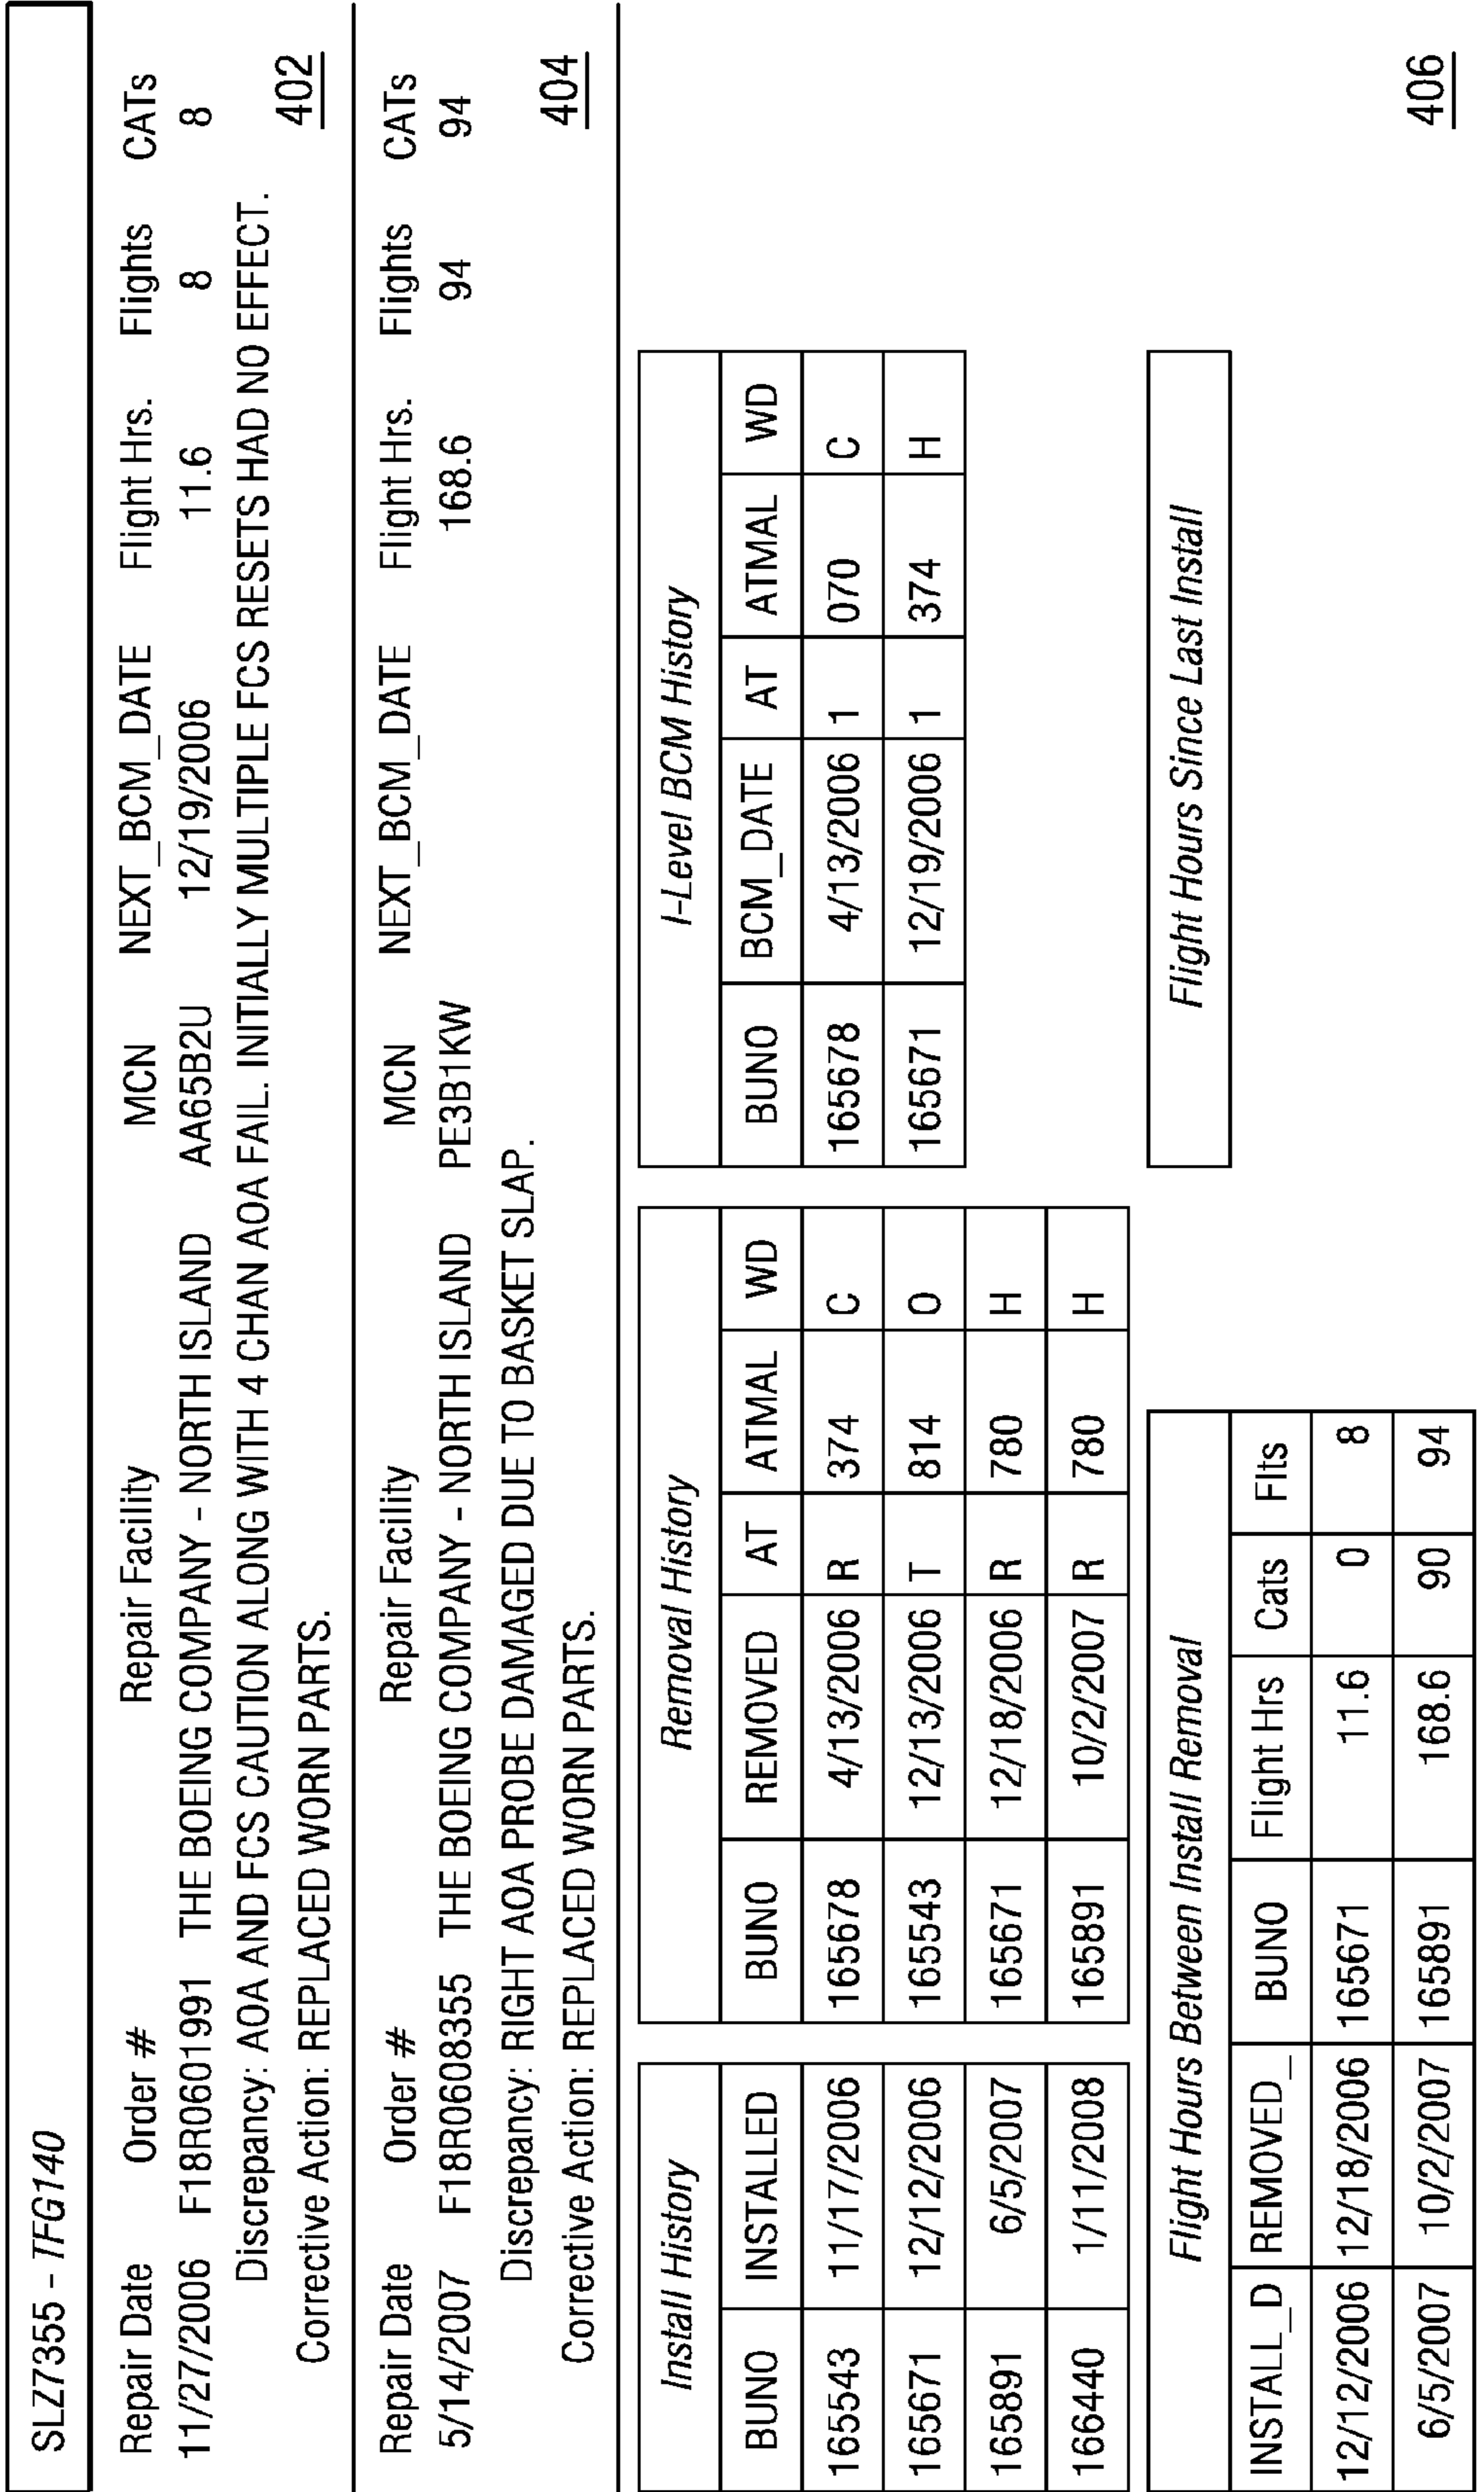 SLZ7355 - TFG140
Repair Date Order # Repair Facility MCN NEXT_BCM_DATE Flight Hrs. Flights CATs
11/27/2006 F18R0601991 THE BOEING COMPANY - NORTH ISLAND AA65B2U 12/19/2006 11.6 8 8
Discrepancy: AOA AND FCS CAUTION ALONG WITH 4 CHAN AOA FAIL. INITIALLY MULTIPLE FCS RESETS HAD NO EFFECT.
Corrective Action: REPLACED WORN PARTS.
402
Repair Date Order # Repair Facility MCN NEXT_BCM_DATE Flight Hrs. Flights CATs
5/14/2007 F18R0608355 THE BOEING COMPANY - NORTH ISLAND PE3B1KW 168.6 94 94
Discrepancy: RIGHT AOA PROBE DAMAGED DUE TO BASKET SLAP.
Corrective Action: REPLACED WORN PARTS.
404
Install History
BUNO INSTALLED
165543 11/17/2006
165671 12/12/2006
165891 6/5/2007
166440 1/11/2008
Removal History
BUNO REMOVED AT ATMAL WD
165678 4/13/2006 R 374 C
165543 12/13/2006 T 814 O
165671 12/18/2006 R 780 H
165891 10/2/2007 R 780 H
I-Level BCM History
BUNO BCM_DATE AT ATMAL WD
165678 4/13/2006 1 070 C
165671 12/19/2006 1 374 H
Flight Hours Between Install Removal
INSTALL_D REMOVED_ BUNO Flight Hrs Cats Flts
12/12/2006 12/18/2006 165671 11.6 0 8
6/5/2007 10/2/2007 165891 168.6 90 94
Flight Hours Since Last Install
406